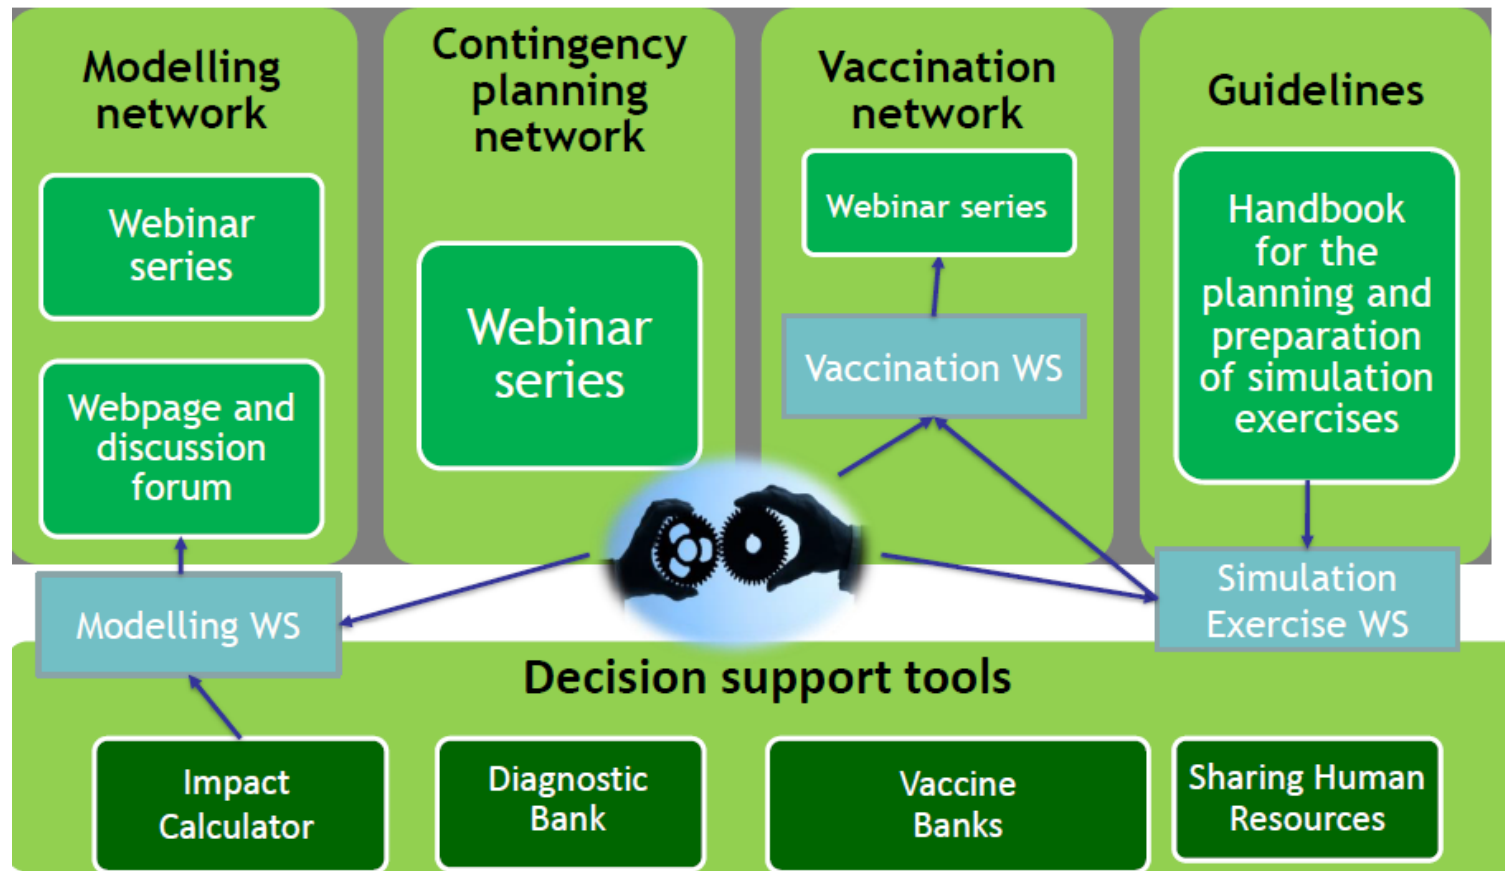 Modelling
network
Webinar
series
Webpage and
discussion
forum
Modelling WS
Contingency
planning
network
Webinar
series
Vaccination
network
Webinar series
Vaccination WS
Guidelines
Handbook
for the
planning and
preparation
of simulation
exercises
Simulation
Exercise WS
Decision support tools
Impact
Calculator
Diagnostic
Bank
Vaccine
Banks
Sharing Human
Resources